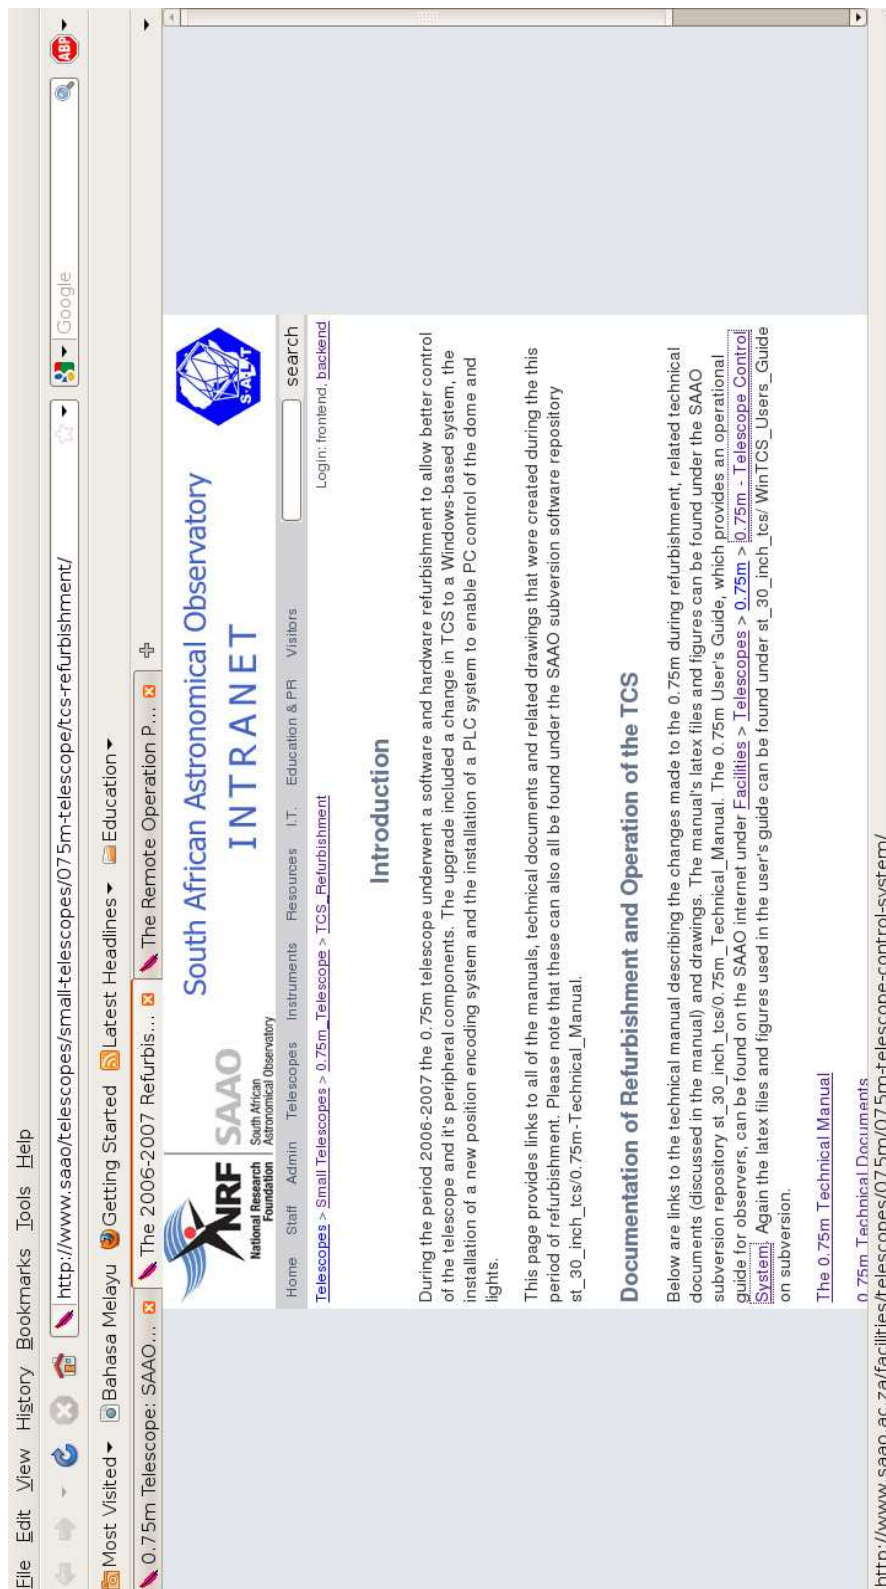 File Edit View History Bookmarks Tools Help
http://www.saao/telescopes/small-telescopes/075m-telescope/tcs-refurbishment/ Google ABP
Most Visited Bahasa Melayu Getting Started Latest Headlines Education
0.75m Telescope: SAAO... The 2006-2007 Refurbis... The Remote Operation P...
NRF SAAO
National Research Foundation South African Astronomical Observatory
South African Astronomical Observatory
INTRANET
S·A·L·T
Home Staff Admin Telescopes Instruments Resources I.T. Education & PR Visitors search
Telescopes > Small Telescopes > 0.75m_Telescope > TCS_Refurbishment Login: frontend, backend
Introduction
During the period 2006-2007 the 0.75m telescope underwent a software and hardware refurbishment to allow better control
of the telescope and it's peripheral components. The upgrade included a change in TCS to a Windows-based system, the
installation of a new position encoding system and the installation of a PLC system to enable PC control of the dome and
lights.
This page provides links to all of the manuals, technical documents and related drawings that were created during the this
period of refurbishment. Please note that these can also all be found under the SAAO subversion software repository
st_30_inch_tcs/0.75m-Technical_Manual.
Documentation of Refurbishment and Operation of the TCS
Below are links to the technical manual describing the changes made to the 0.75m during refurbishment, related technical
documents (discussed in the manual) and drawings. The manual's latex files and figures can be found under the SAAO
subversion repository st_30_inch_tcs/0.75m_Technical_Manual. The 0.75m User's Guide, which provides an operational
guide for observers, can be found on the SAAO internet under Facilities > Telescopes > 0.75m > 0.75m - Telescope Control
System. Again the latex files and figures used in the user's guide can be found under st_30_inch_tcs/ WinTCS_Users_Guide
on subversion.
The 0.75m Technical Manual
0.75m Technical Documents
http://www.saao.ac.za/facilities/telescopes/075m/075m-telescope-control-system/